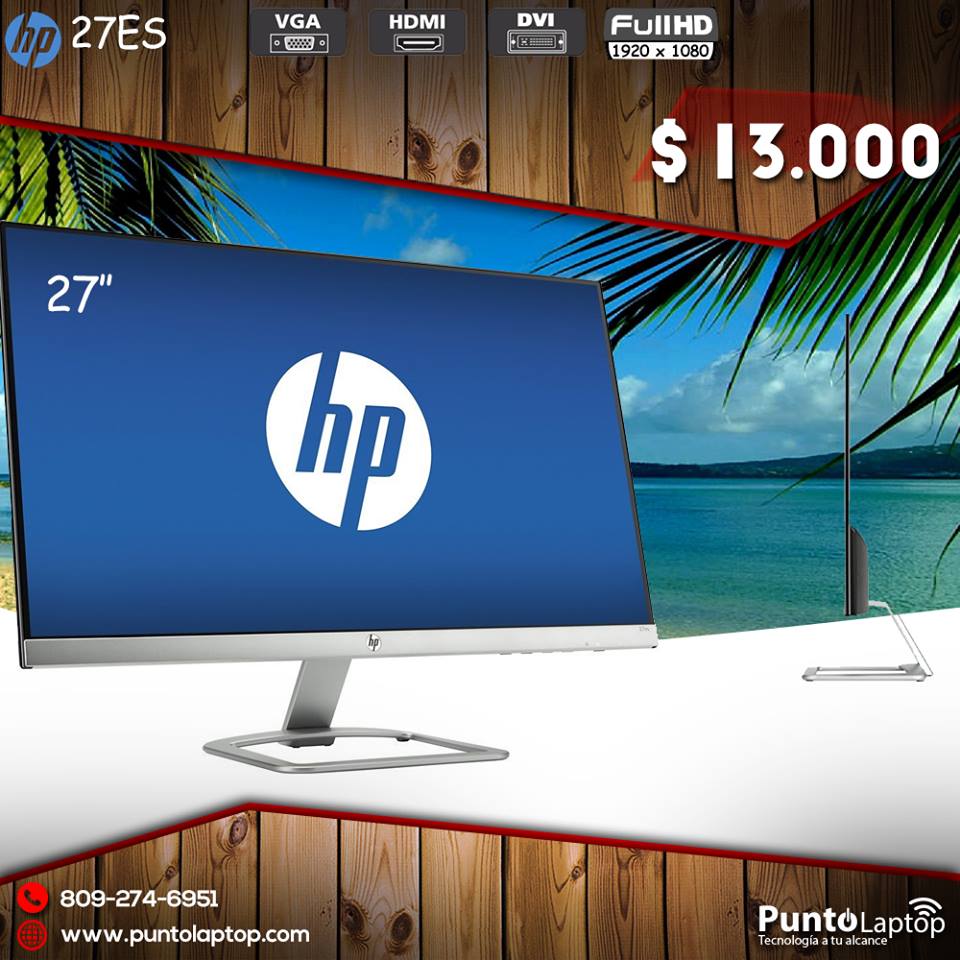 hp 27ES
VGA
HDMI
DVI
FullHD
1920 x 1080
$ 13.000
27"
hp
hp
809-274-6951
www.puntolaptop.com
PuntoLaptop
Tecnología a tu alcance